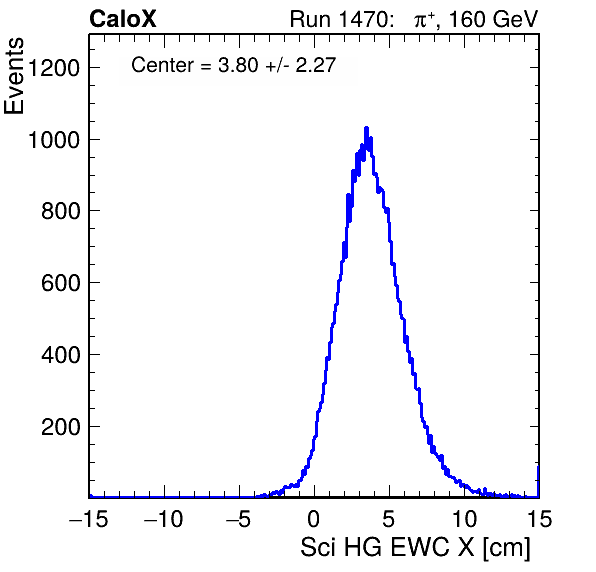 CaloX Run 1470: π⁺, 160 GeV
Events
Center = 3.80 +/- 2.27
1200
1000
800
600
400
200
−15 −10 −5 0 5 10 15
Sci HG EWC X [cm]